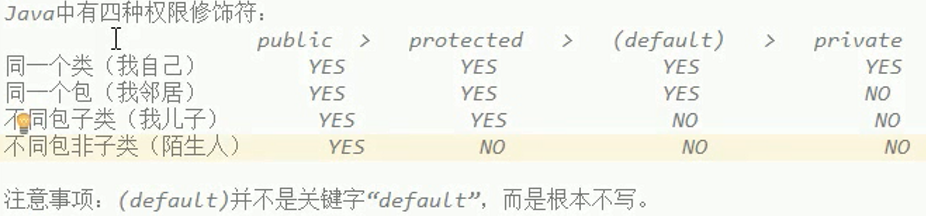 Java中有四种权限修饰符：
public > protected > (default) > private
同一个类（我自己） YES YES YES YES
同一个包（我邻居） YES YES YES NO
不同包子类（我儿子） YES YES NO NO
不同包非子类（陌生人） YES NO NO NO
注意事项：(default)并不是关键字“default”，而是根本不写。